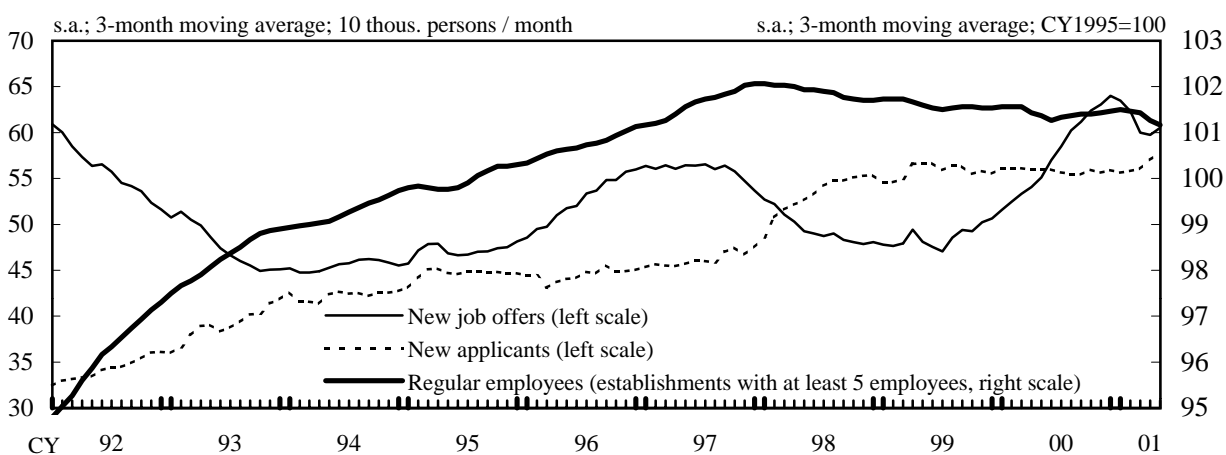 s.a.; 3-month moving average; 10 thous. persons / month s.a.; 3-month moving average; CY1995=100
70 103
65 102
60 101
55 100
50 99
45 98
40 97
35 96
30 95
New job offers (left scale)
New applicants (left scale)
Regular employees (establishments with at least 5 employees, right scale)
CY 92 93 94 95 96 97 98 99 00 01